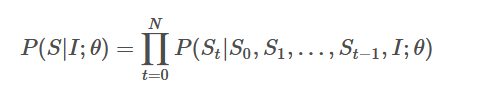 P(S|I;θ) = ∏_{t=0}^{N} P(S_t|S_0, S_1, . . . , S_{t−1}, I; θ)